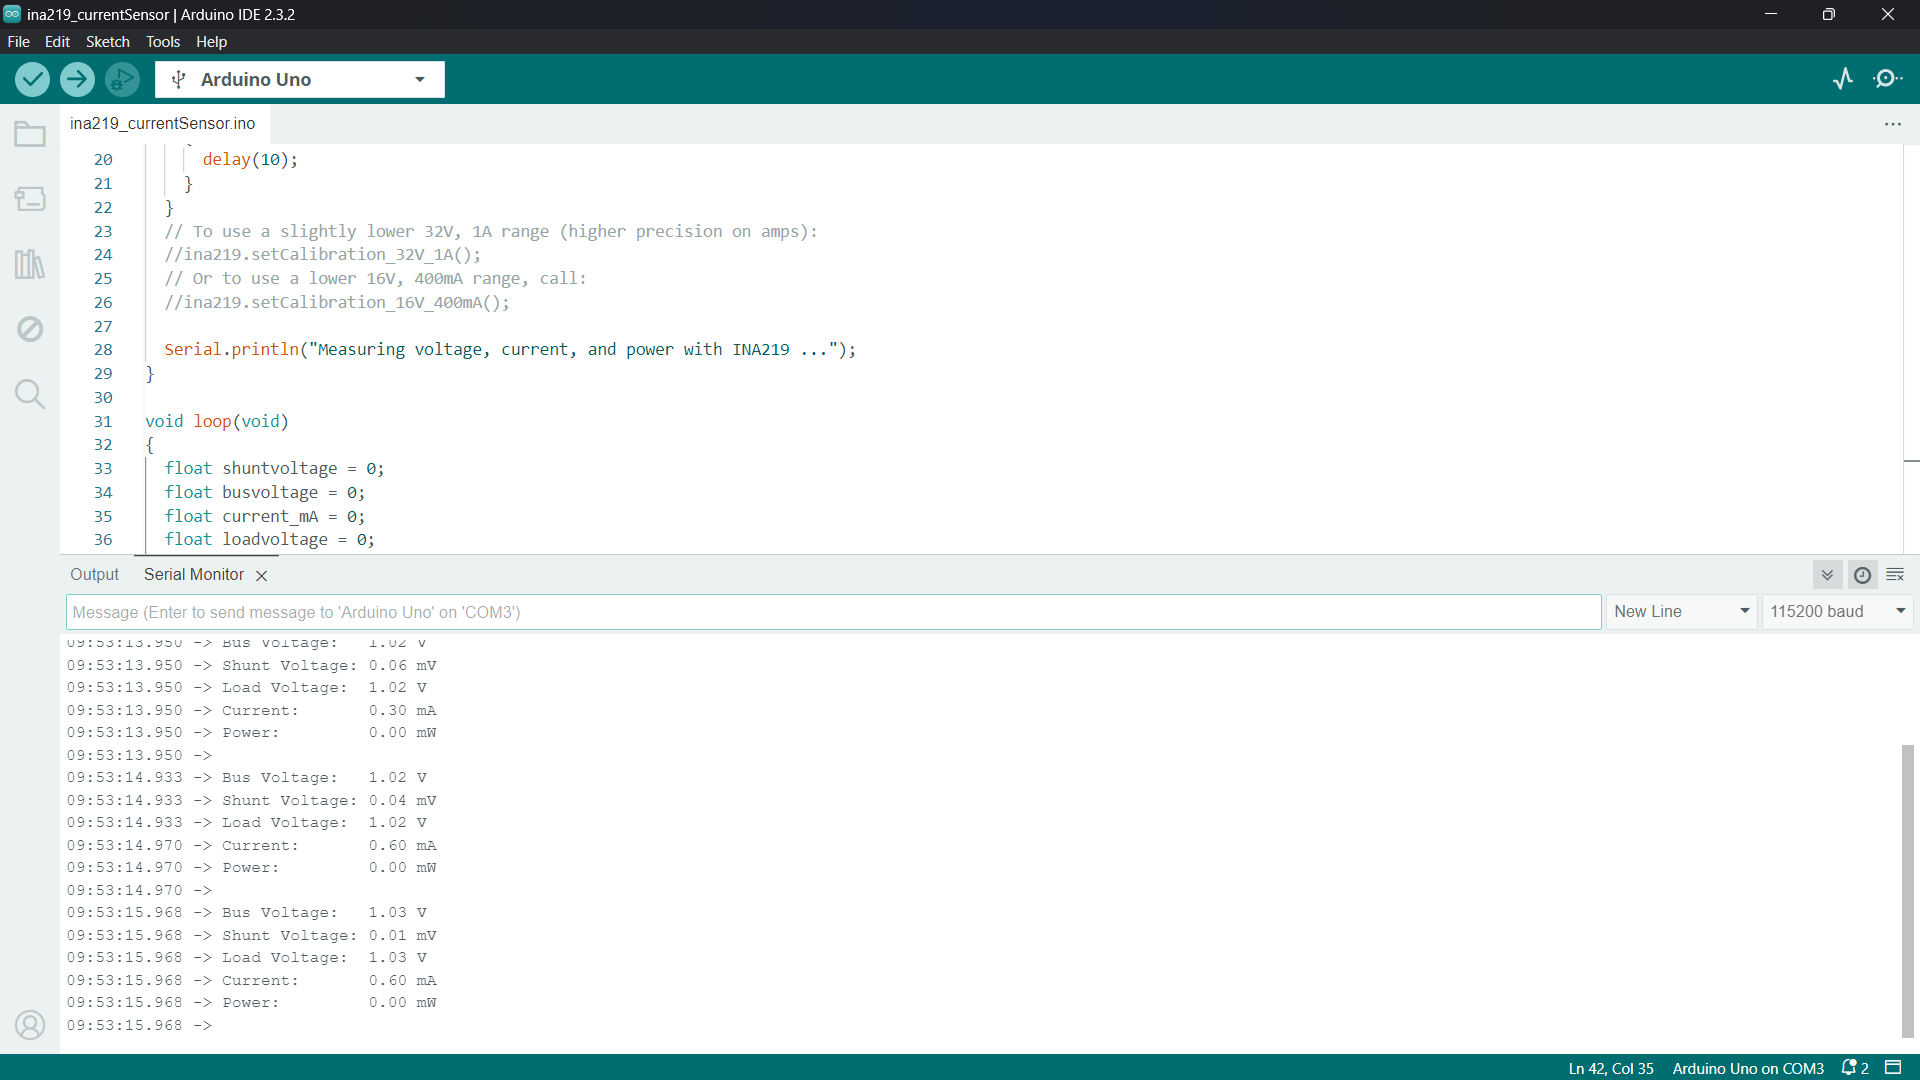 ina219_currentSensor | Arduino IDE 2.3.2
File Edit Sketch Tools Help
Arduino Uno
ina219_currentSensor.ino
20 delay(10);
21 }
22 }
23 // To use a slightly lower 32V, 1A range (higher precision on amps):
24 //ina219.setCalibration_32V_1A();
25 // Or to use a lower 16V, 400mA range, call:
26 //ina219.setCalibration_16V_400mA();
27
28 Serial.println("Measuring voltage, current, and power with INA219 ...");
29 }
30
31 void loop(void)
32 {
33 float shuntvoltage = 0;
34 float busvoltage = 0;
35 float current_mA = 0;
36 float loadvoltage = 0;
Output Serial Monitor
Message (Enter to send message to 'Arduino Uno' on 'COM3') New Line 115200 baud
09:53:13.950 -> Bus Voltage: 1.02 V
09:53:13.950 -> Shunt Voltage: 0.06 mV
09:53:13.950 -> Load Voltage: 1.02 V
09:53:13.950 -> Current: 0.30 mA
09:53:13.950 -> Power: 0.00 mW
09:53:13.950 ->
09:53:14.933 -> Bus Voltage: 1.02 V
09:53:14.933 -> Shunt Voltage: 0.04 mV
09:53:14.933 -> Load Voltage: 1.02 V
09:53:14.970 -> Current: 0.60 mA
09:53:14.970 -> Power: 0.00 mW
09:53:14.970 ->
09:53:15.968 -> Bus Voltage: 1.03 V
09:53:15.968 -> Shunt Voltage: 0.01 mV
09:53:15.968 -> Load Voltage: 1.03 V
09:53:15.968 -> Current: 0.60 mA
09:53:15.968 -> Power: 0.00 mW
09:53:15.968 ->
Ln 42, Col 35 Arduino Uno on COM3 2